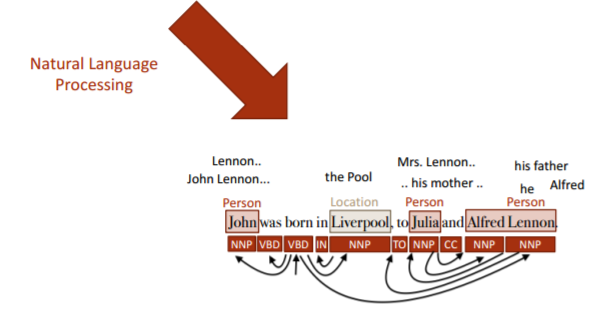 Natural Language
Processing
Lennon..
John Lennon...
the Pool
Mrs. Lennon..
.. his mother ..
his father
he Alfred
Person Location Person Person
John was born in Liverpool, to Julia and Alfred Lennon.
NNP VBD VBD IN NNP TO NNP CC NNP NNP